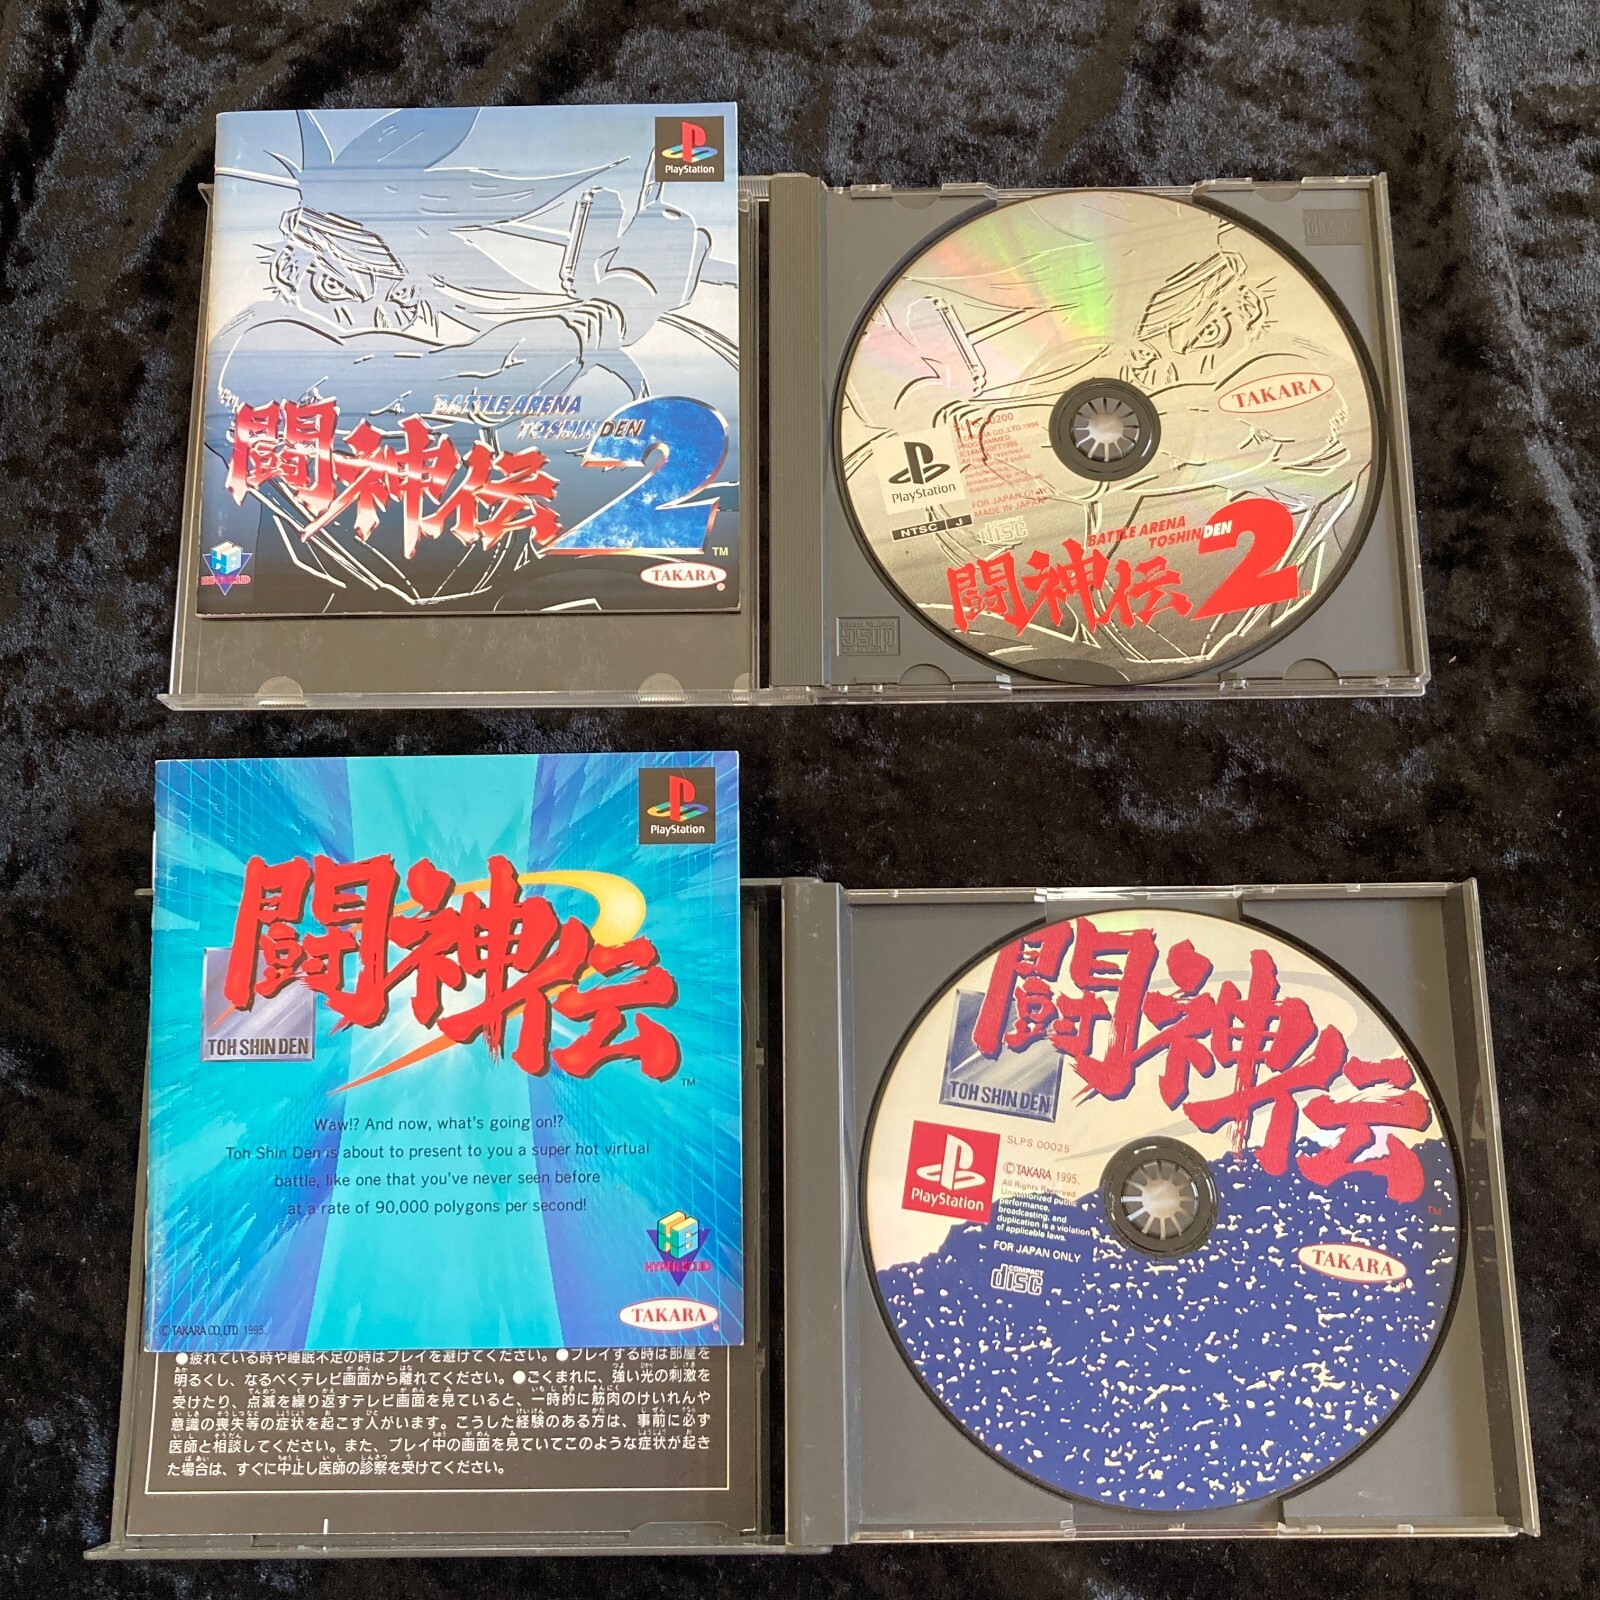 PlayStation
BATTLE ARENA
TOSHINDEN
闘神伝2
TM
TAKARA
TAKARA
PlayStation
©TAKARA CO.,LTD.1996
All rights reserved.
FOR JAPAN ONLY
MADE IN JAPAN
NTSC J
disc
BATTLE ARENA
TOSHINDEN
闘神伝2
PlayStation
闘神伝
TOH SHIN DEN
TM
Waw!? And now, what's going on!?
Toh Shin Den is about to present to you a super hot virtual
battle, like one that you've never seen before
at a rate of 90,000 polygons per second!
TAKARA
© TAKARA CO.,LTD. 1995.
●疲れている時や睡眠不足の時はプレイを避けてください。●プレイする時は部屋を
明るくし、なるべくテレビ画面から離れてください。●ごくまれに、強い光の刺激を
受けたり、点滅を繰り返すテレビ画面を見ていると、一時的に筋肉のけいれんや
意識の喪失等の症状を起こす人がいます。こうした経験のある方は、事前に必ず
医師と相談してください。また、プレイ中の画面を見ていてこのような症状が起き
た場合は、すぐに中止し医師の診察を受けてください。
闘神伝
TOH SHIN DEN
PlayStation
SLPS 00025
©TAKARA 1995.
All Rights Reserved
Unauthorized public
performance,
broadcasting, and
duplication is a violation
of applicable laws.
FOR JAPAN ONLY
COMPACT
disc
TM
TAKARA